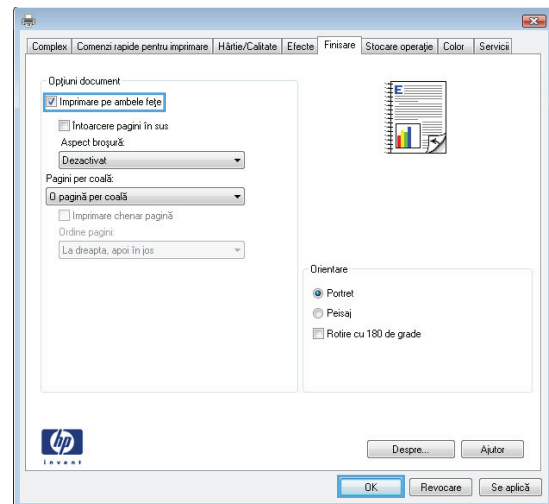 Complex Comenzi rapide pentru imprimare Hârtie/Calitate Efecte Finisare Stocare operaţie Color Servicii
Opţiuni document
Imprimare pe ambele feţe
Întoarcere pagini în sus
Aspect broşură:
Dezactivat
Pagini per coală:
O pagină per coală
Imprimare chenar pagină
Ordine pagini:
La dreapta, apoi în jos
E
Orientare
Portret
Peisaj
Rotire cu 180 de grade
hp
invent
Despre... Ajutor
OK Revocare Se aplică